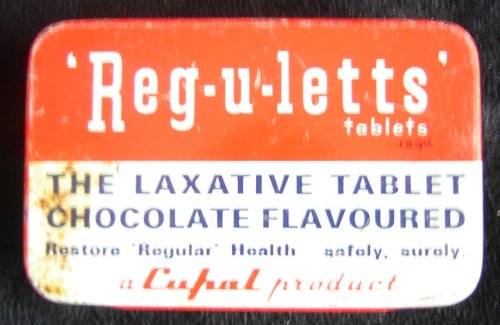 'Reg-u-letts'
tablets
regd
THE LAXATIVE TABLET
CHOCOLATE FLAVOURED
Restore 'Regular' Health safely, surely.
a Cupal product